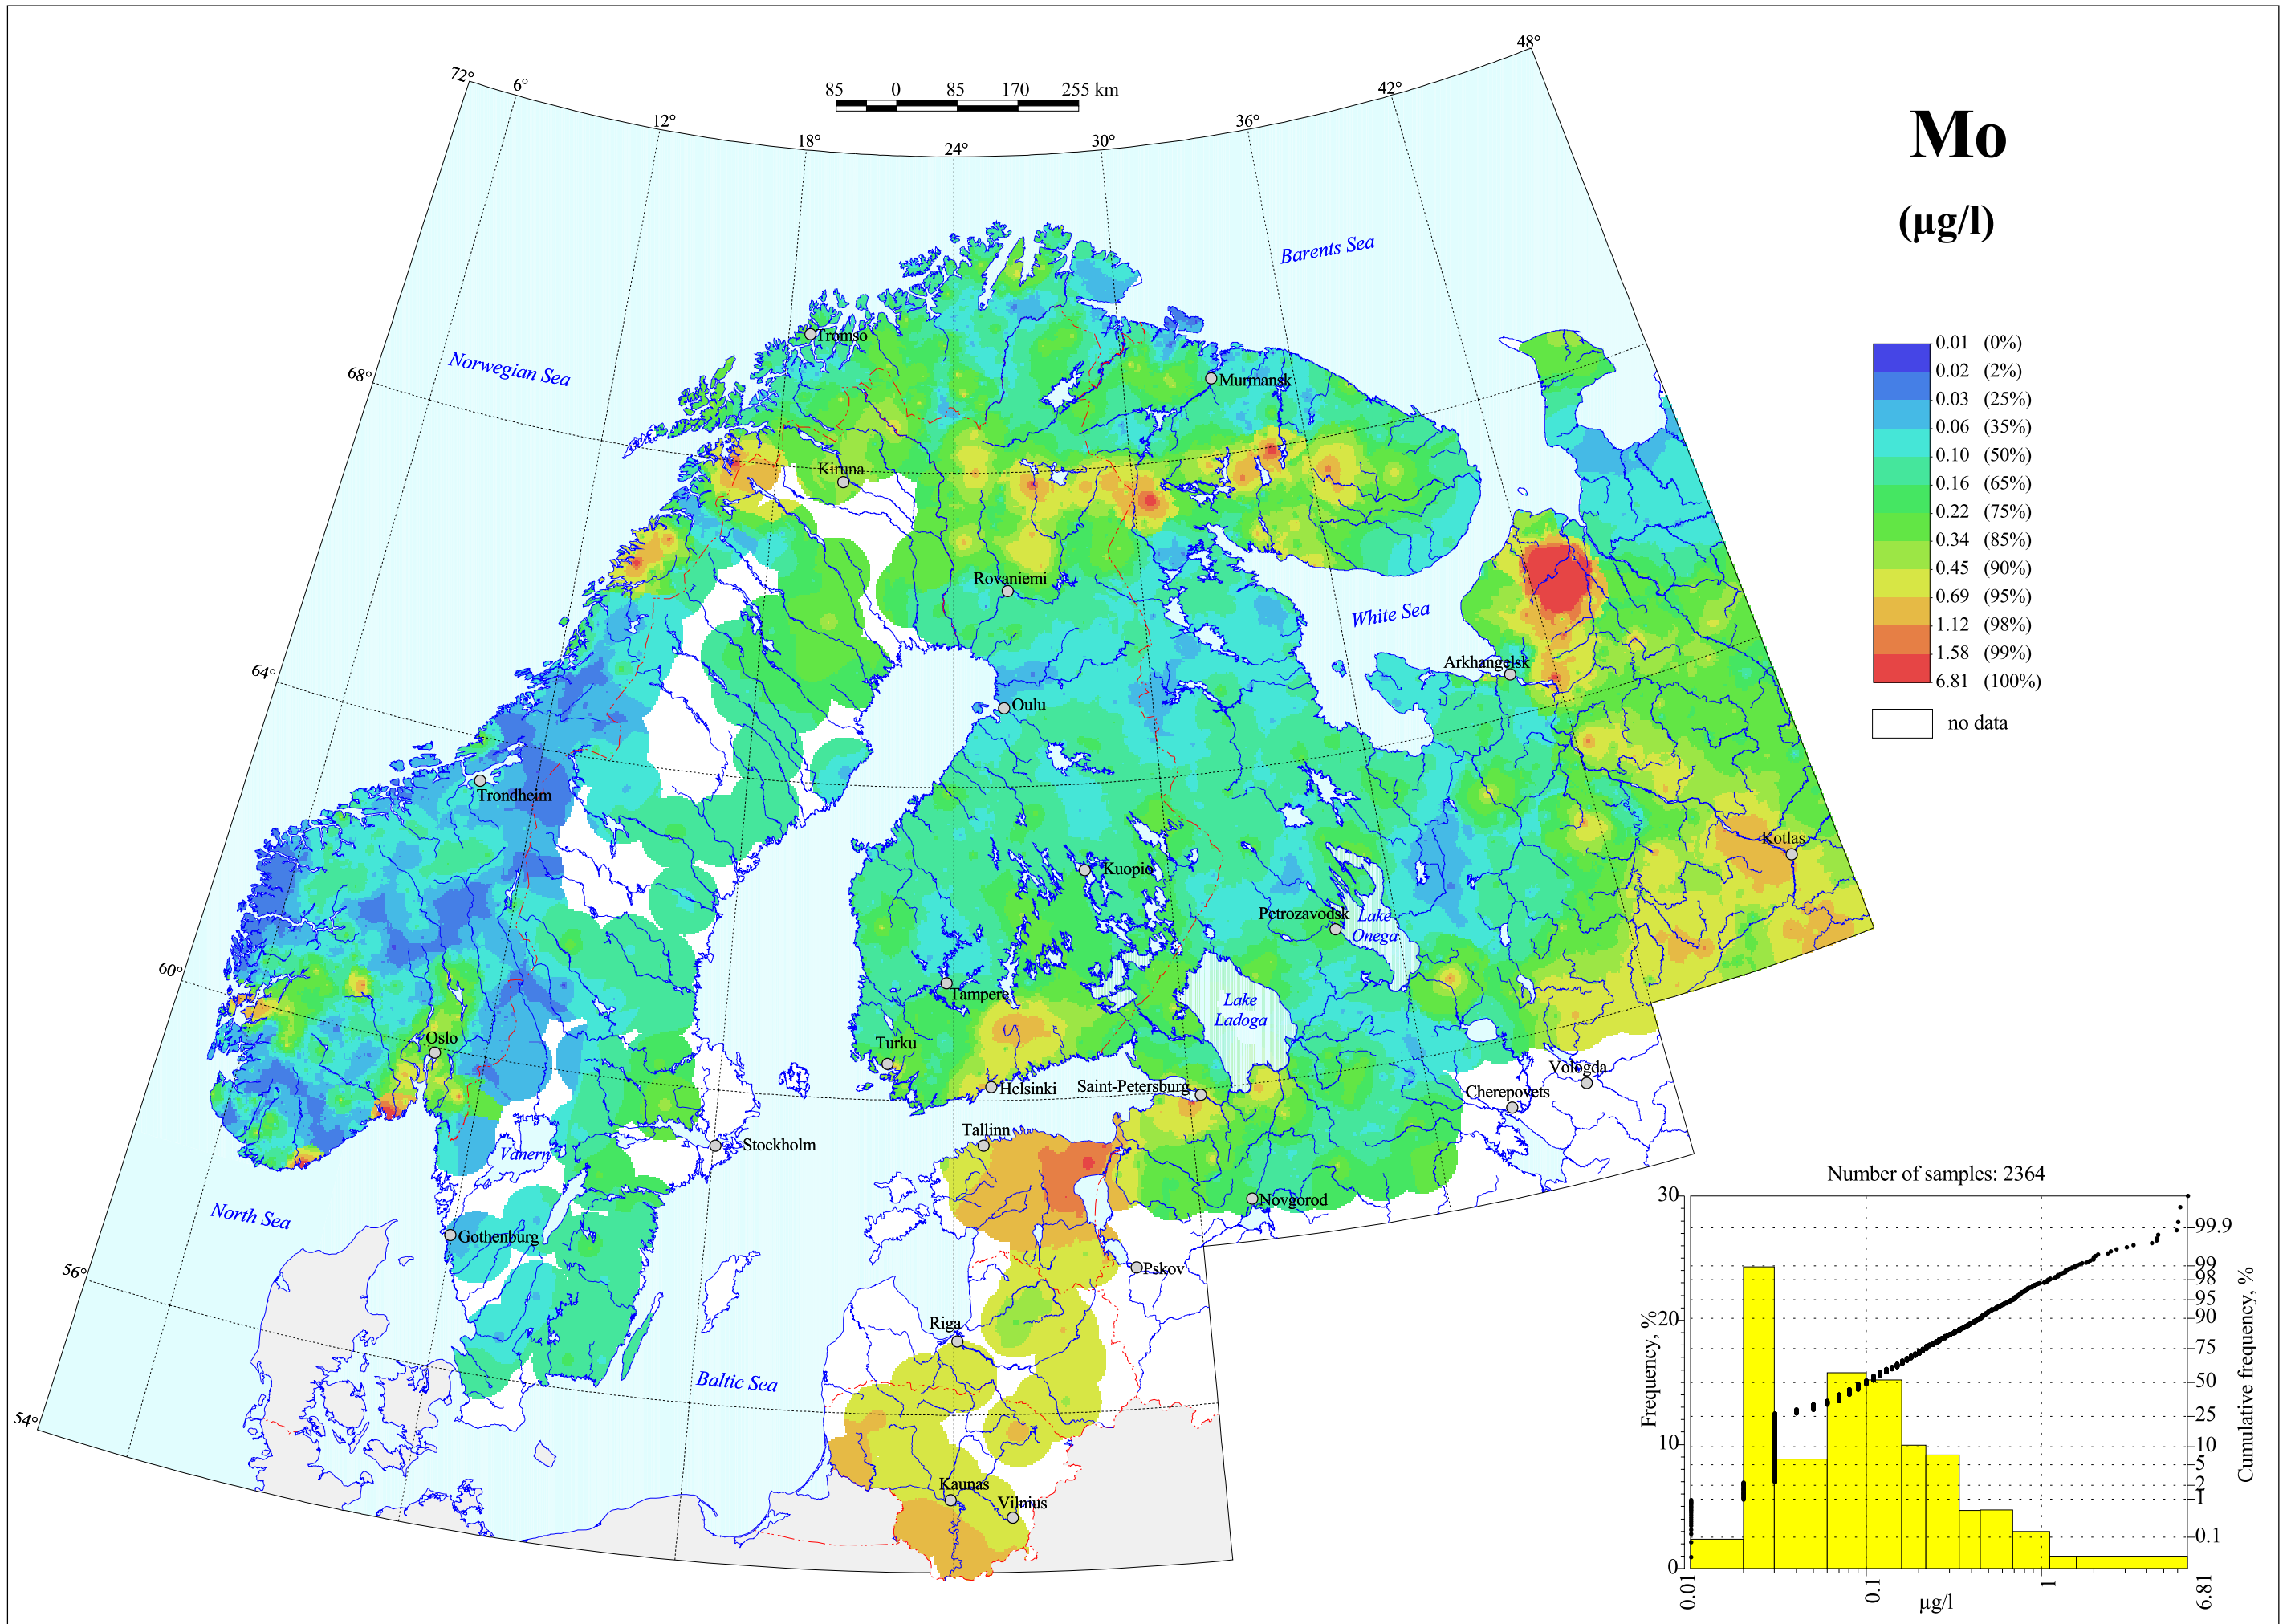 48°
72°
6°
42°
85 0 85 170 255 km
12°
36°
18°
24°
30°
Mo
(µg/l)
Barents Sea
Tromso
Norwegian Sea
68°
Murmansk
0.01 (0%)
0.02 (2%)
0.03 (25%)
0.06 (35%)
0.10 (50%)
0.16 (65%)
0.22 (75%)
0.34 (85%)
0.45 (90%)
0.69 (95%)
1.12 (98%)
1.58 (99%)
6.81 (100%)
no data
Kiruna
Rovaniemi
White Sea
Arkhangelsk
64°
Oulu
Trondheim
Kotlas
Kuopio
Petrozavodsk
Lake
Onega
60°
Tampere
Lake
Ladoga
Oslo
Turku
Helsinki
Saint-Petersburg
Vologda
Cherepovets
Tallinn
Stockholm
Vanern
North Sea
Novgorod
Gothenburg
Pskov
56°
Riga
Baltic Sea
54°
Kaunas
Vilnius
Number of samples: 2364
30
20
10
0
Frequency, %
99.9
99
98
95
90
75
50
25
10
5
2
1
0.1
Cumulative frequency, %
0.01
0.1
1
6.81
µg/l